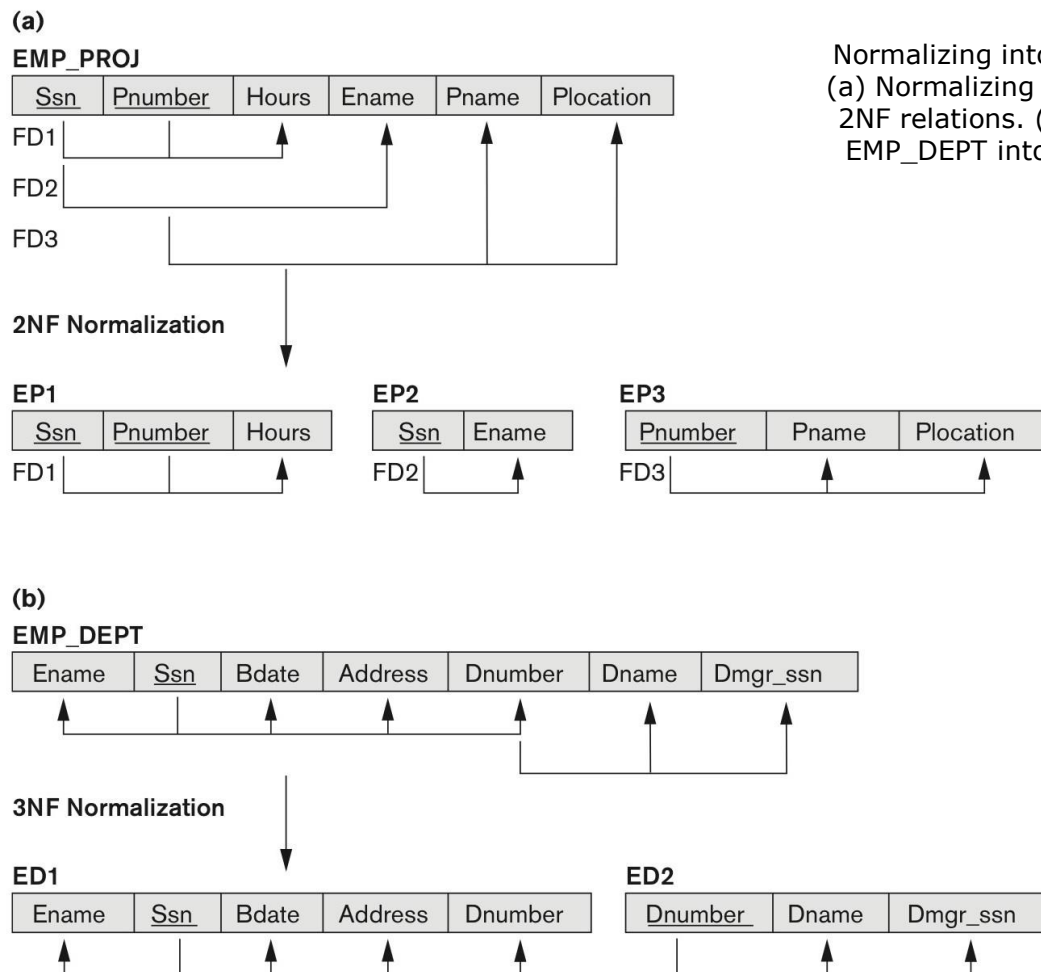 (a)
EMP_PROJ
Ssn Pnumber Hours Ename Pname Plocation
FD1
FD2
FD3
Normalizing into
(a) Normalizing
2NF relations. (
EMP_DEPT into
2NF Normalization
EP1
Ssn Pnumber Hours
FD1
EP2
Ssn Ename
FD2
EP3
Pnumber Pname Plocation
FD3
(b)
EMP_DEPT
Ename Ssn Bdate Address Dnumber Dname Dmgr_ssn
3NF Normalization
ED1
Ename Ssn Bdate Address Dnumber
ED2
Dnumber Dname Dmgr_ssn